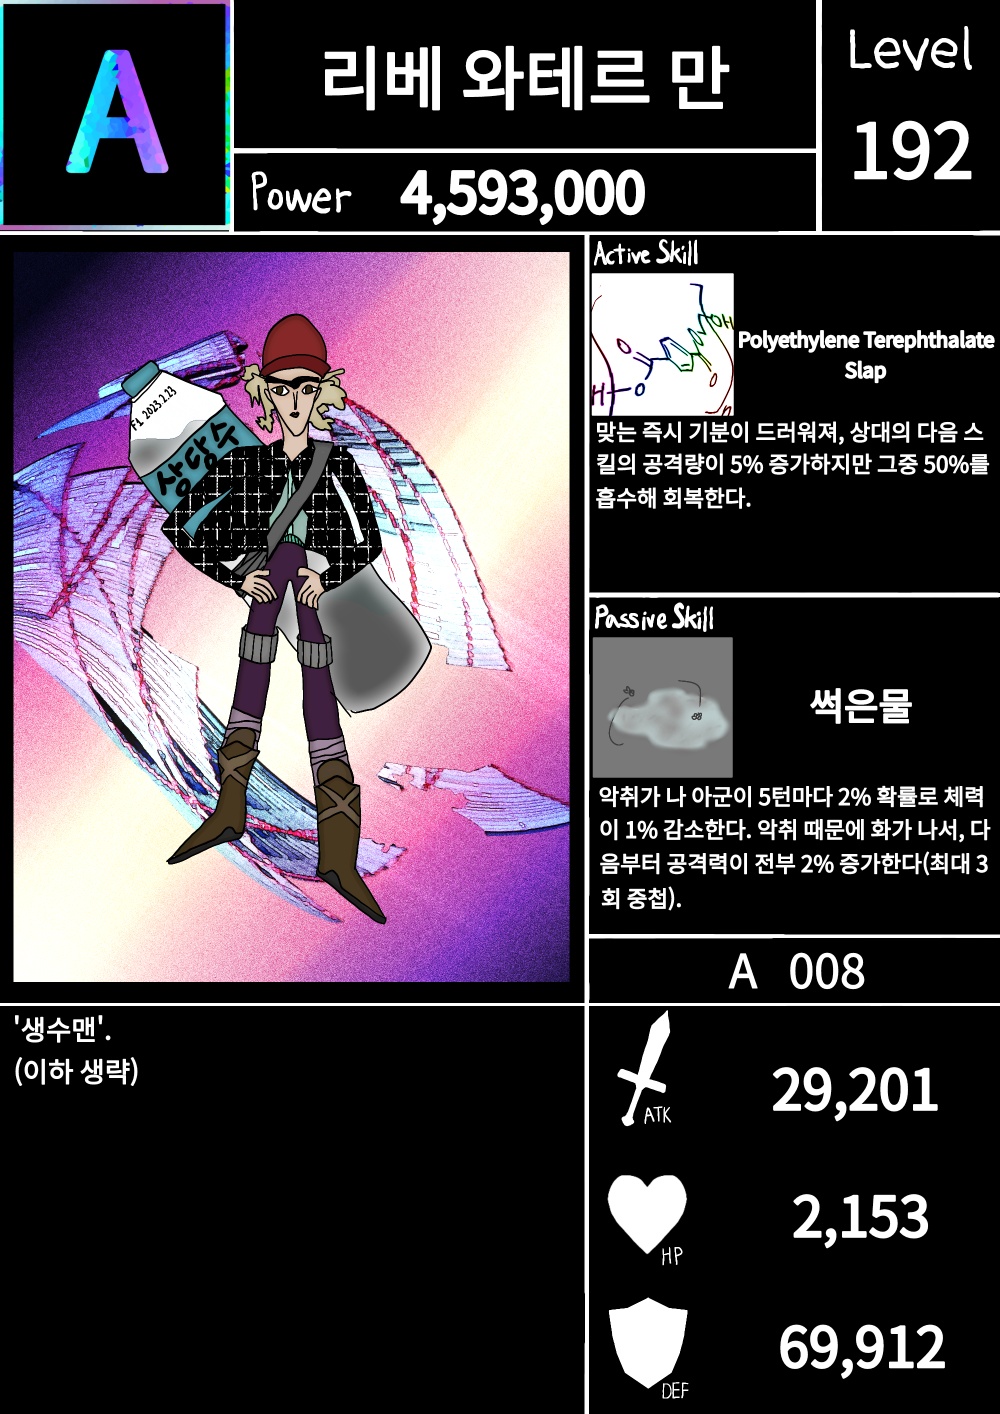 A
리베 와테르 만
Level
192
Power 4,593,000
Active Skill
OH
O
O
O
H
n
Polyethylene Terephthalate
Slap
맞는 즉시 기분이 드러워져, 상대의 다음 스
킬의 공격량이 5% 증가하지만 그중 50%를
흡수해 회복한다.
Passive Skill
썩은물
악취가 나 아군이 5턴마다 2% 확률로 체력
이 1% 감소한다. 악취 때문에 화가 나서, 다
음부터 공격력이 전부 2% 증가한다(최대 3
회 중첩).
A 008
2023.2.23
상당수
'생수맨'.
(이하 생략)
29,201
ATK
2,153
HP
69,912
DEF